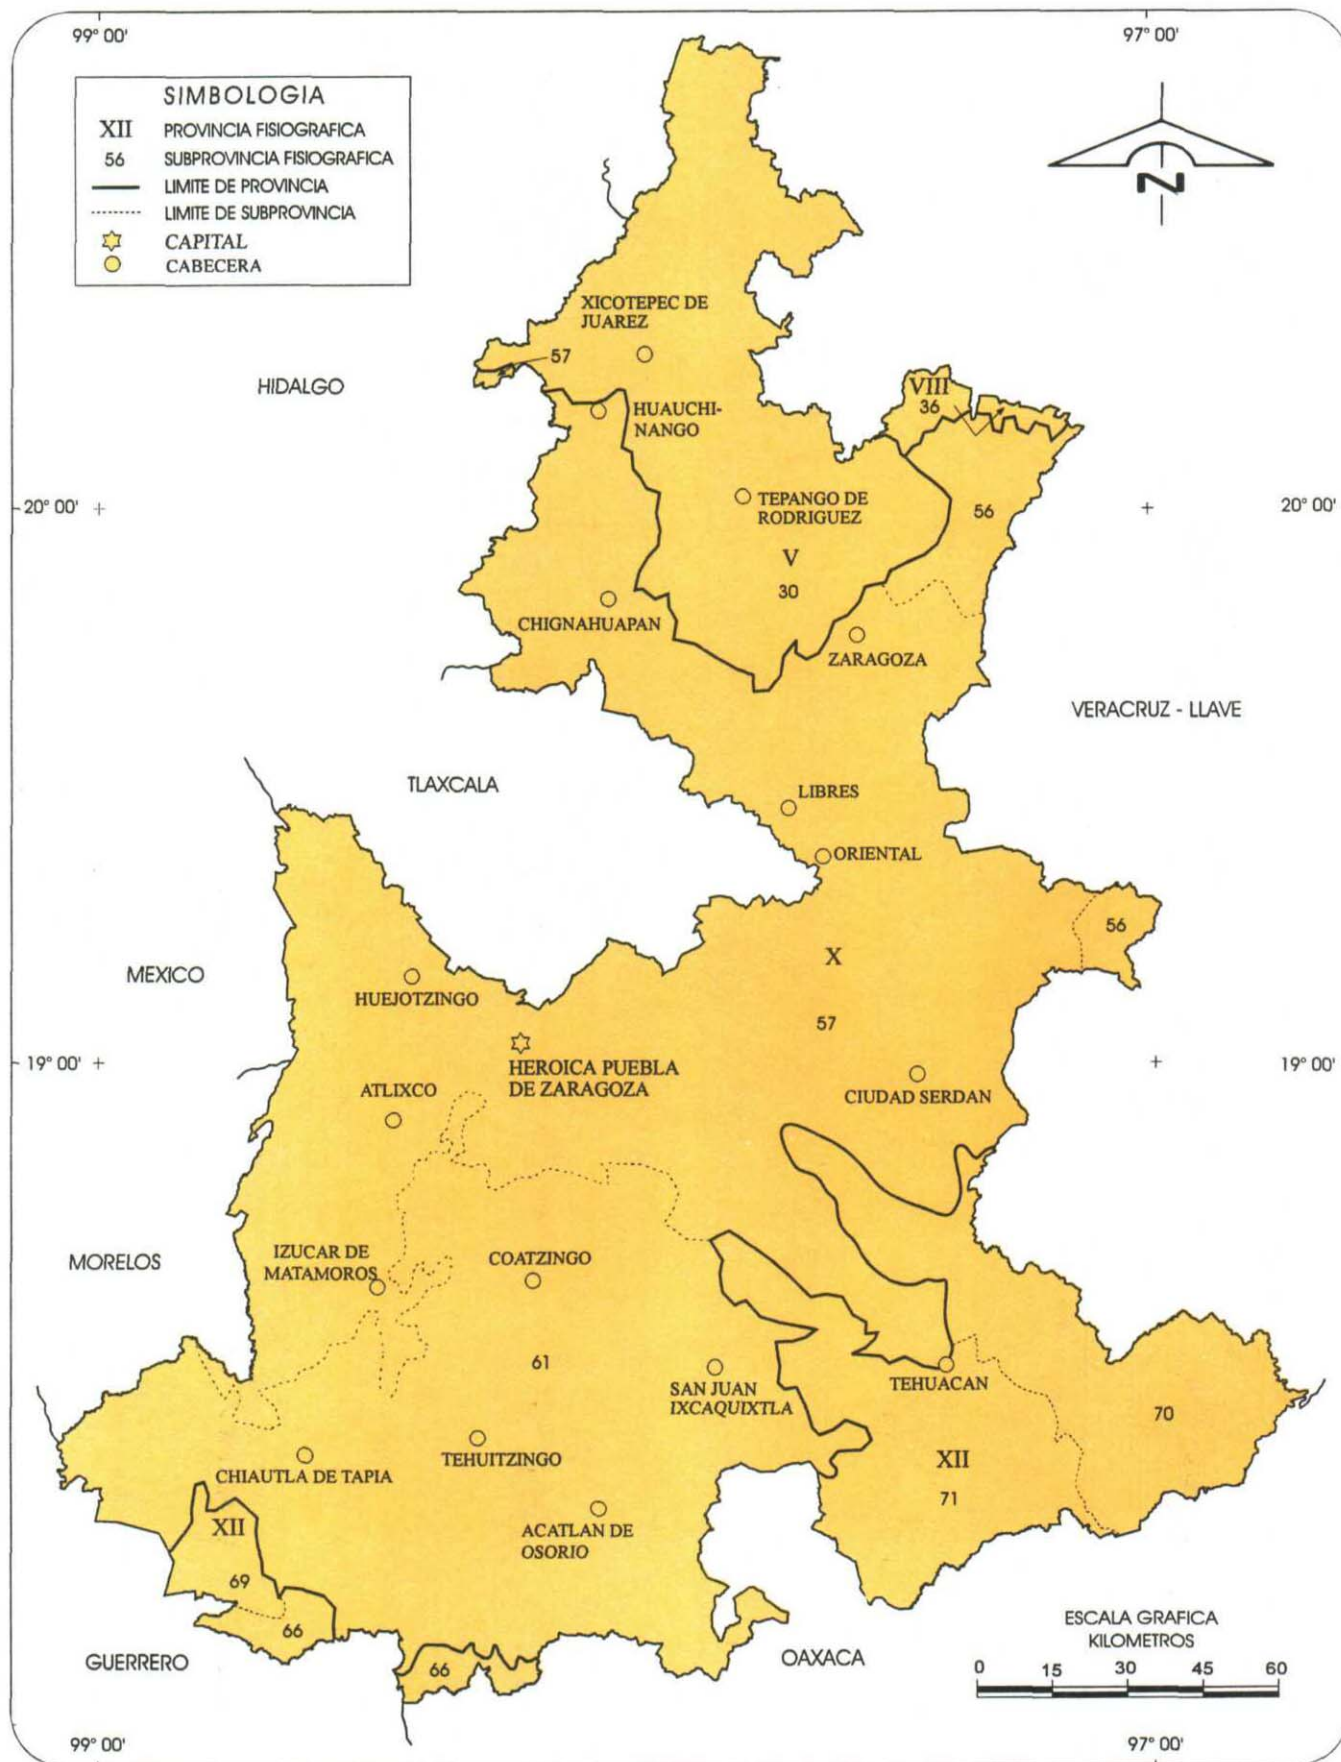 99° 00'
97° 00'
SIMBOLOGIA
XII PROVINCIA FISIOGRAFICA
56 SUBPROVINCIA FISIOGRAFICA
LIMITE DE PROVINCIA
LIMITE DE SUBPROVINCIA
CAPITAL
CABECERA
N
XICOTEPEC DE
JUAREZ
57
HIDALGO
VIII
36
HUAUCHI-
NANGO
20° 00'
TEPANGO DE
RODRIGUEZ
56
20° 00'
V
30
CHIGNAHUAPAN
ZARAGOZA
VERACRUZ - LLAVE
TLAXCALA
LIBRES
ORIENTAL
56
X
MEXICO
HUEJOTZINGO
57
19° 00'
HEROICA PUEBLA
DE ZARAGOZA
19° 00'
ATLIXCO
CIUDAD SERDAN
MORELOS
IZUCAR DE
MATAMOROS
COATZINGO
61
SAN JUAN
IXCAQUIXTLA
TEHUACAN
70
TEHUITZINGO
XII
CHIAUTLA DE TAPIA
71
XII
ACATLAN DE
OSORIO
69
66
ESCALA GRAFICA
KILOMETROS
GUERRERO
66
OAXACA
0 15 30 45 60
99° 00'
97° 00'